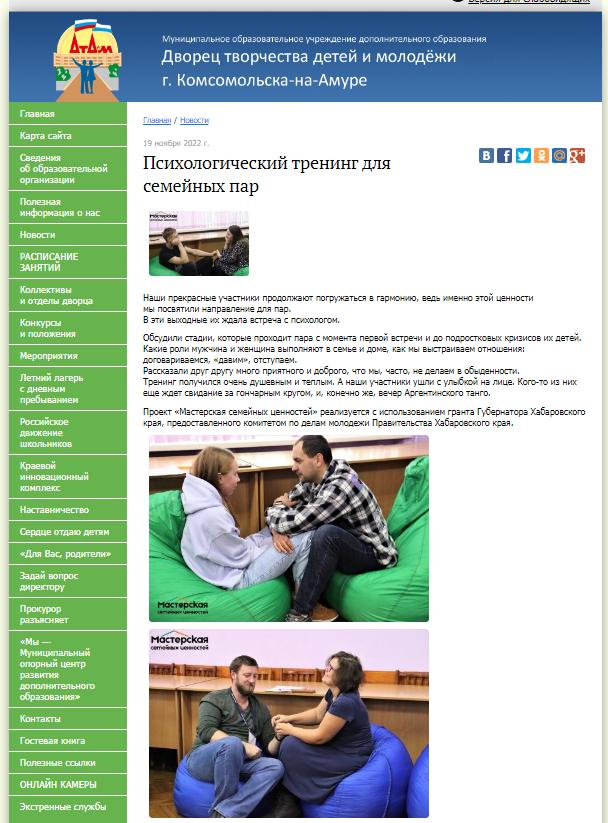 Версия для слабовидящих
ДТДМ
Муниципальное образовательное учреждение дополнительного образования
Дворец творчества детей и молодёжи
г. Комсомольска-на-Амуре
Главная
Карта сайта
Сведения
об образовательной
организации
Полезная
информация о нас
Новости
РАСПИСАНИЕ
ЗАНЯТИЙ
Коллективы
и отделы дворца
Конкурсы
и положения
Мероприятия
Летний лагерь
с дневным
пребыванием
Российское
движение
школьников
Краевой
инновационный
комплекс
Наставничество
Сердце отдаю детям
«Для Вас, родители»
Задай вопрос
директору
Прокурор
разъясняет
«Мы —
Муниципальный
опорный центр
развития
дополнительного
образования»
Контакты
Гостевая книга
Полезные ссылки
ОНЛАЙН КАМЕРЫ
Экстренные службы
Главная / Новости
19 ноября 2022 г.
Психологический тренинг для
семейных пар
Мастерская
семейных ценностей
Наши прекрасные участники продолжают погружаться в гармонию, ведь именно этой ценности
мы посвятили направление для пар.
В эти выходные их ждала встреча с психологом.
Обсудили стадии, которые проходит пара с момента первой встречи и до подростковых кризисов их детей.
Какие роли мужчина и женщина выполняют в семье и доме, как мы выстраиваем отношения:
договариваемся, «давим», отступаем.
Рассказали друг другу много приятного и доброго, что мы, часто, не делаем в обыденности.
Тренинг получился очень душевным и теплым. А наши участники ушли с улыбкой на лице. Кого-то из них
еще ждет свидание за гончарным кругом, и, конечно же, вечер Аргентинского танго.
Проект «Мастерская семейных ценностей» реализуется с использованием гранта Губернатора Хабаровского
края, предоставленного комитетом по делам молодежи Правительства Хабаровского края.
Мастерская
семейных ценностей
Мастерская
семейных ценностей